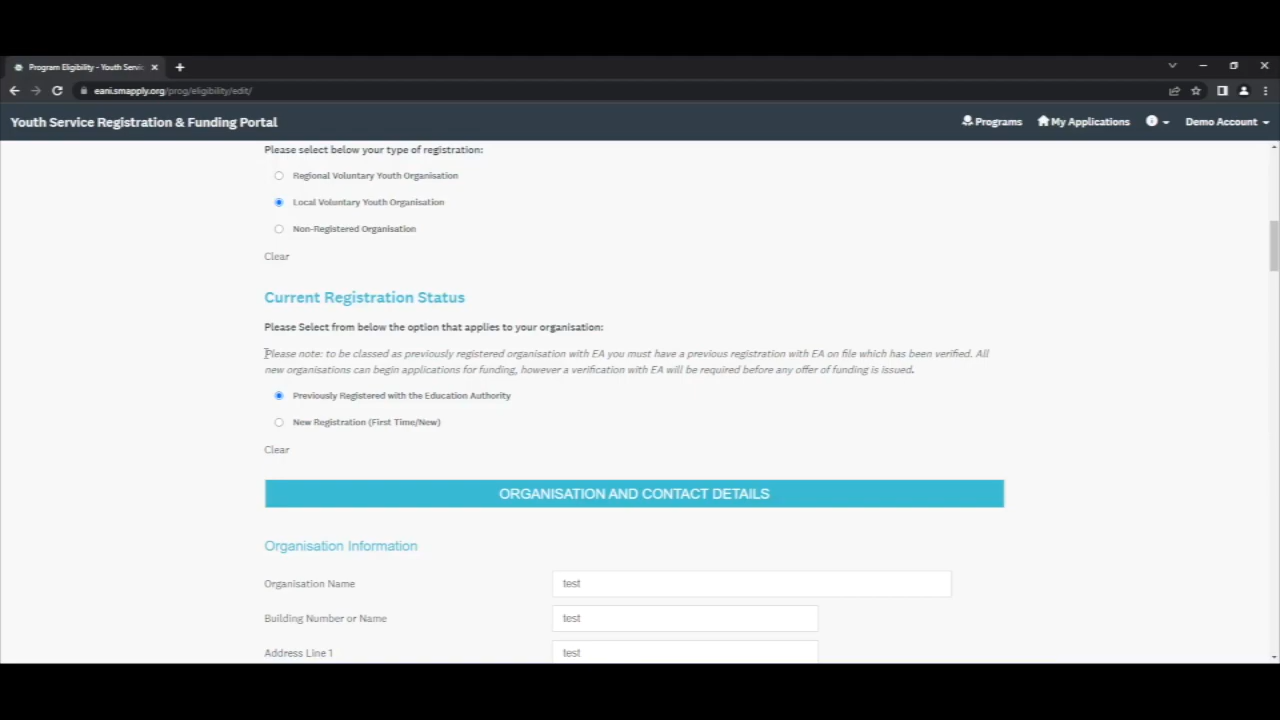 Program Eligibility - Youth Servic
eani.smapply.org/prog/eligibility/edit/
Youth Service Registration & Funding Portal
Programs
My Applications
Demo Account
Please select below your type of registration:
Regional Voluntary Youth Organisation
Local Voluntary Youth Organisation
Non-Registered Organisation
Clear
Current Registration Status
Please Select from below the option that applies to your organisation:
Please note: to be classed as previously registered organisation with EA you must have a previous registration with EA on file which has been verified. All
new organisations can begin applications for funding, however a verification with EA will be required before any offer of funding is issued.
Previously Registered with the Education Authority
New Registration (First Time/New)
Clear
ORGANISATION AND CONTACT DETAILS
Organisation Information
Organisation Name test
Building Number or Name test
Address Line 1 test